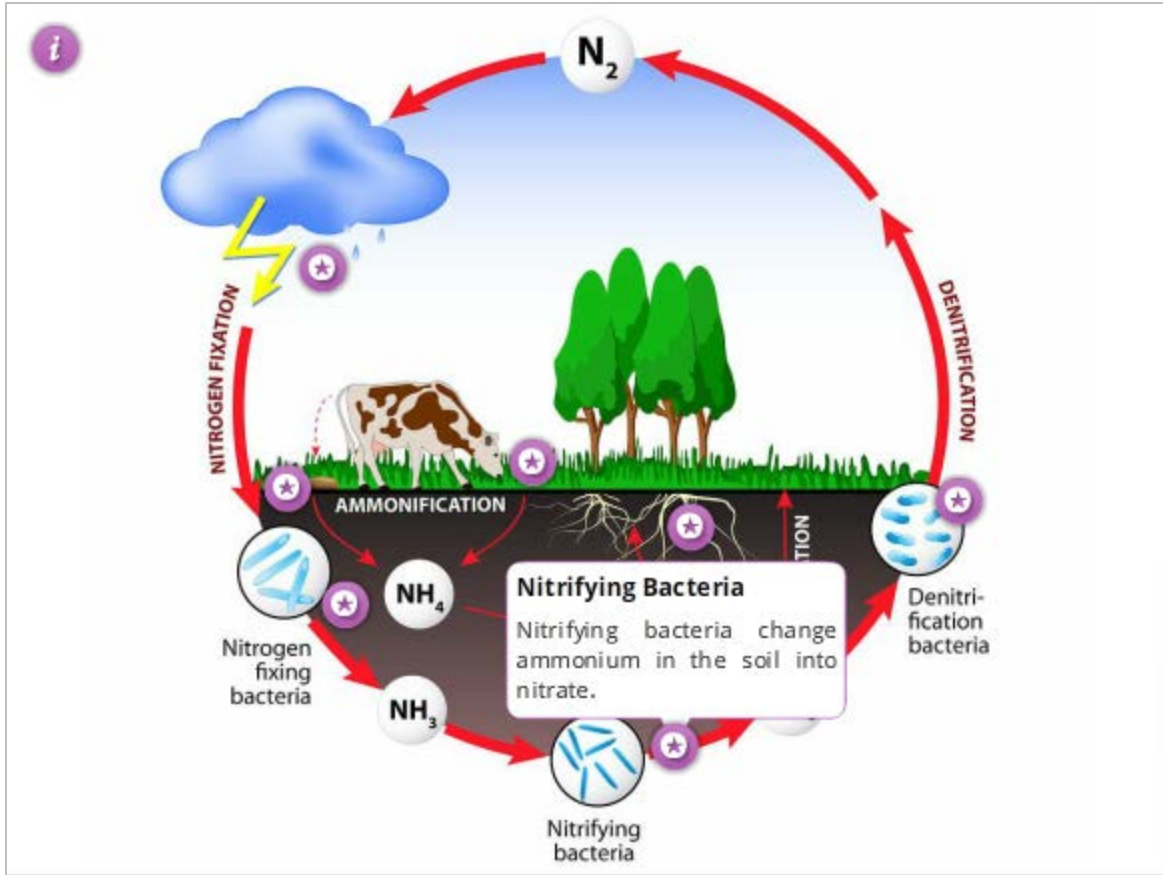 i
N2
NITROGEN FIXATION
DENITRIFICATION
AMMONIFICATION
NH4
Nitrifying Bacteria
Nitrifying bacteria change
ammonium in the soil into
nitrate.
Denitri-
fication
bacteria
Nitrogen
fixing
bacteria
NH3
Nitrifying
bacteria